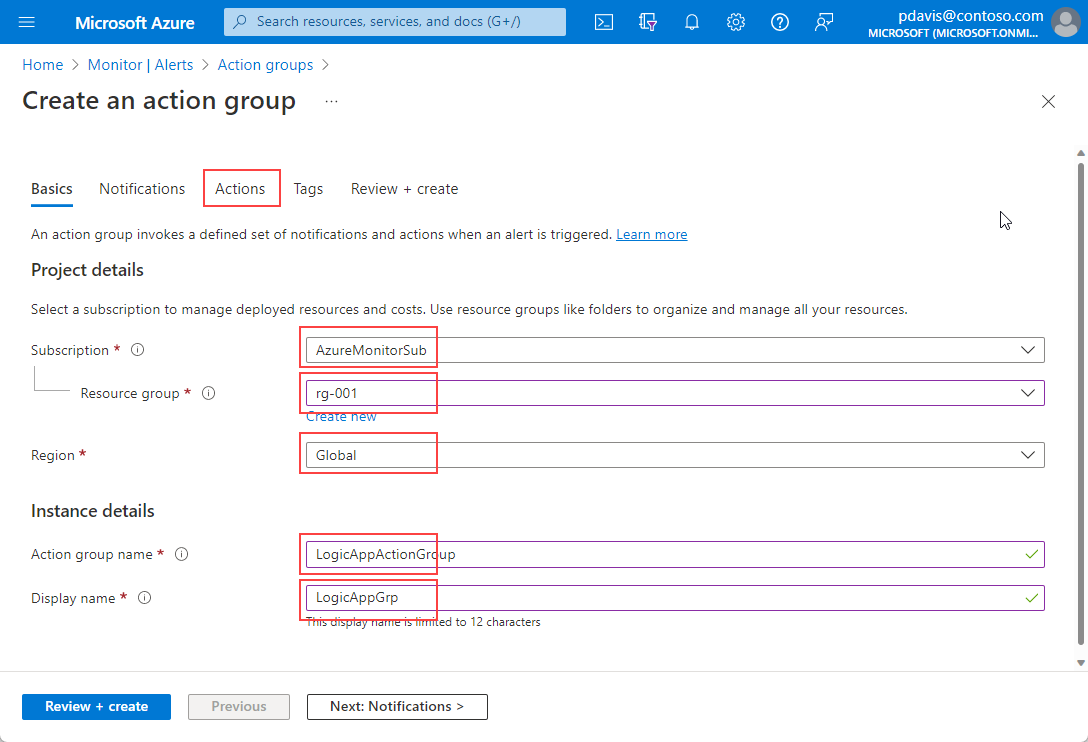 Microsoft Azure
Search resources, services, and docs (G+/)
pdavis@contoso.com
MICROSOFT (MICROSOFT.ONMI...
Home > Monitor | Alerts > Action groups >
Create an action group ...
Basics Notifications Actions Tags Review + create
An action group invokes a defined set of notifications and actions when an alert is triggered. Learn more
Project details
Select a subscription to manage deployed resources and costs. Use resource groups like folders to organize and manage all your resources.
Subscription * AzureMonitorSub
Resource group * rg-001
Create new
Region * Global
Instance details
Action group name * LogicAppActionGroup
Display name * LogicAppGrp
This display name is limited to 12 characters
Review + create Previous Next: Notifications >